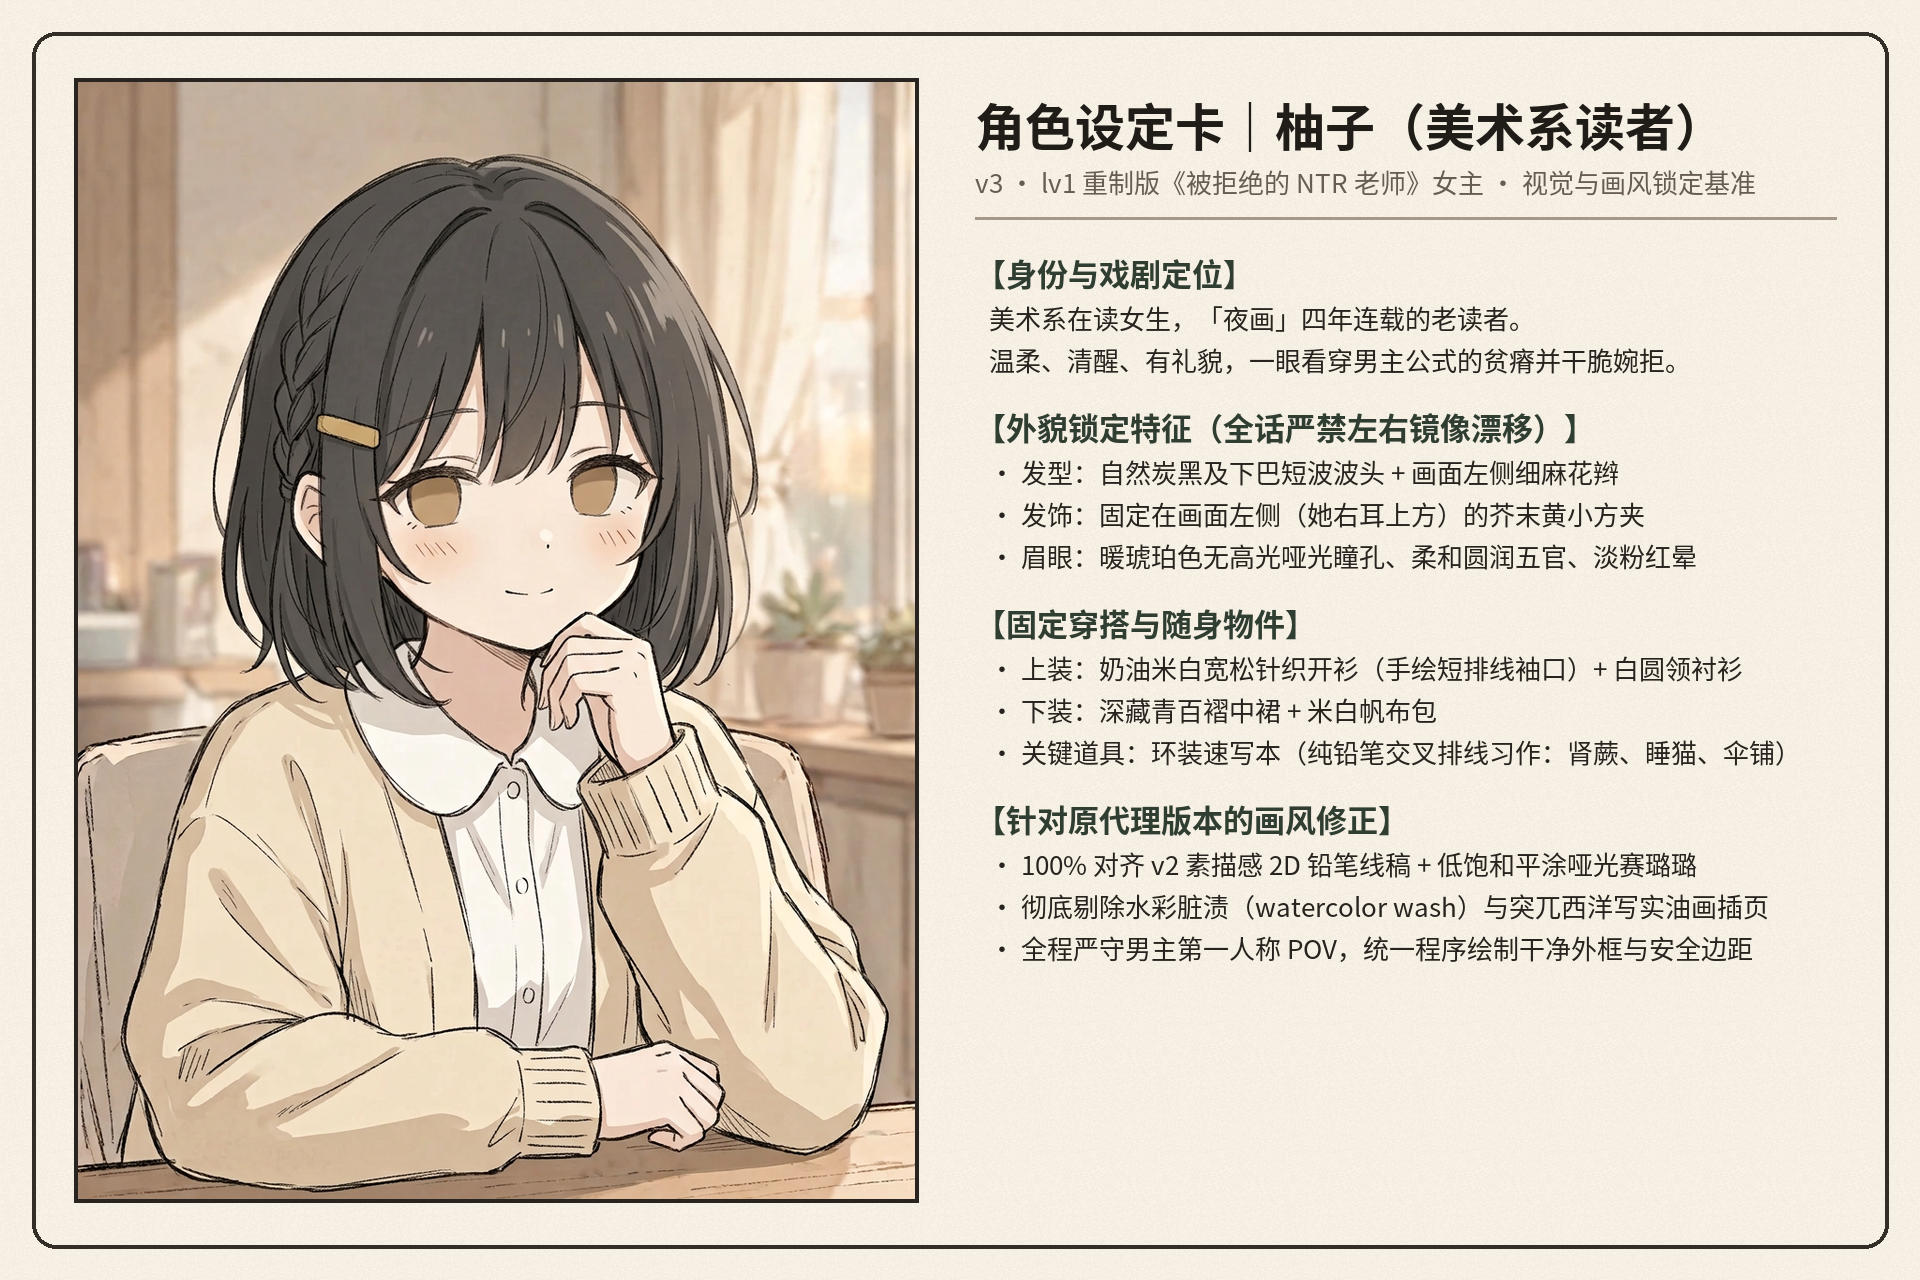 角色设定卡｜柚子（美术系读者）
v3 · lv1 重制版《被拒绝的 NTR 老师》女主 · 视觉与画风锁定基准
【身份与戏剧定位】
美术系在读女生，「夜画」四年连载的老读者。
温柔、清醒、有礼貌，一眼看穿男主公式的贫瘠并干脆婉拒。
【外貌锁定特征（全话严禁左右镜像漂移）】
· 发型：自然炭黑及下巴短波波头 + 画面左侧细麻花辫
· 发饰：固定在画面左侧（她右耳上方）的芥末黄小方夹
· 眉眼：暖琥珀色无高光哑光瞳孔、柔和圆润五官、淡粉红晕
【固定穿搭与随身物件】
· 上装：奶油米白宽松针织开衫（手绘短排线袖口）+ 白圆领衬衫
· 下装：深藏青百褶中裙 + 米白帆布包
· 关键道具：环装速写本（纯铅笔交叉排线习作：肾蕨、睡猫、伞铺）
【针对原代理版本的画风修正】
· 100% 对齐 v2 素描感 2D 铅笔线稿 + 低饱和平涂哑光赛璐璐
· 彻底剔除水彩脏渍（watercolor wash）与突兀西洋写实油画插页
· 全程严守男主第一人称 POV，统一程序绘制干净外框与安全边距